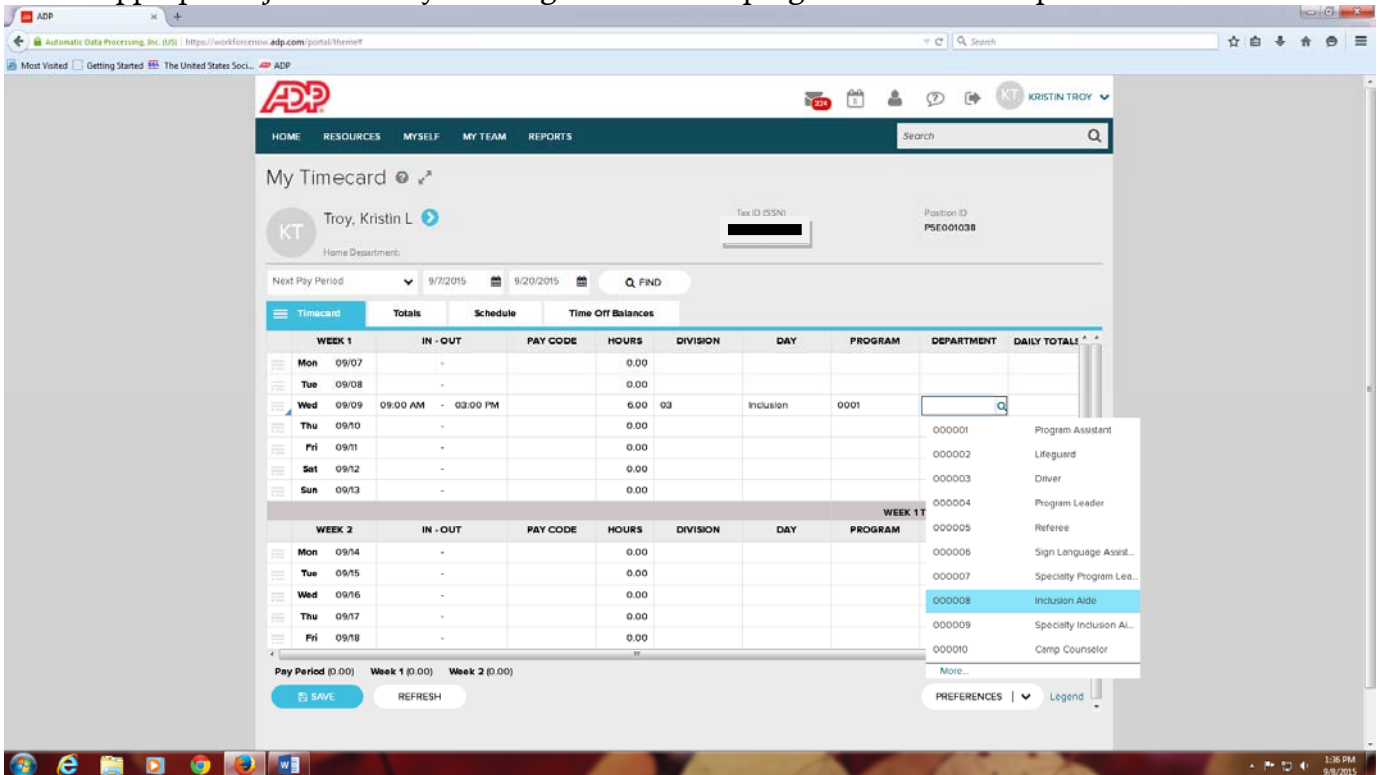 ADP × +
Automatic Data Processing, Inc. (US) https://workforcenow.adp.com/portal/theme# Search
Most Visited Getting Started The United States Soci... ADP
ADP 224 KT KRISTIN TROY
HOME RESOURCES MYSELF MY TEAM REPORTS Search
My Timecard
KT Troy, Kristin L Tax ID (SSN) Position ID
PSE001038
Home Department:
Next Pay Period 9/7/2015 9/20/2015 FIND
Timecard Totals Schedule Time Off Balances
WEEK 1 IN - OUT PAY CODE HOURS DIVISION DAY PROGRAM DEPARTMENT DAILY TOTALS
Mon 09/07 - 0.00
Tue 09/08 - 0.00
Wed 09/09 09:00 AM - 03:00 PM 6.00 03 Inclusion 0001
Thu 09/10 - 0.00
Fri 09/11 - 0.00
Sat 09/12 - 0.00
Sun 09/13 - 0.00
WEEK 1 T
WEEK 2 IN - OUT PAY CODE HOURS DIVISION DAY PROGRAM
Mon 09/14 - 0.00
Tue 09/15 - 0.00
Wed 09/16 - 0.00
Thu 09/17 - 0.00
Fri 09/18 - 0.00
000001 Program Assistant
000002 Lifeguard
000003 Driver
000004 Program Leader
000005 Referee
000006 Sign Language Assist...
000007 Specialty Program Lea...
000008 Inclusion Aide
000009 Specialty Inclusion Ai...
000010 Camp Counselor
More...
Pay Period (0.00) Week 1 (0.00) Week 2 (0.00)
SAVE REFRESH PREFERENCES Legend
1:36 PM
9/8/2015